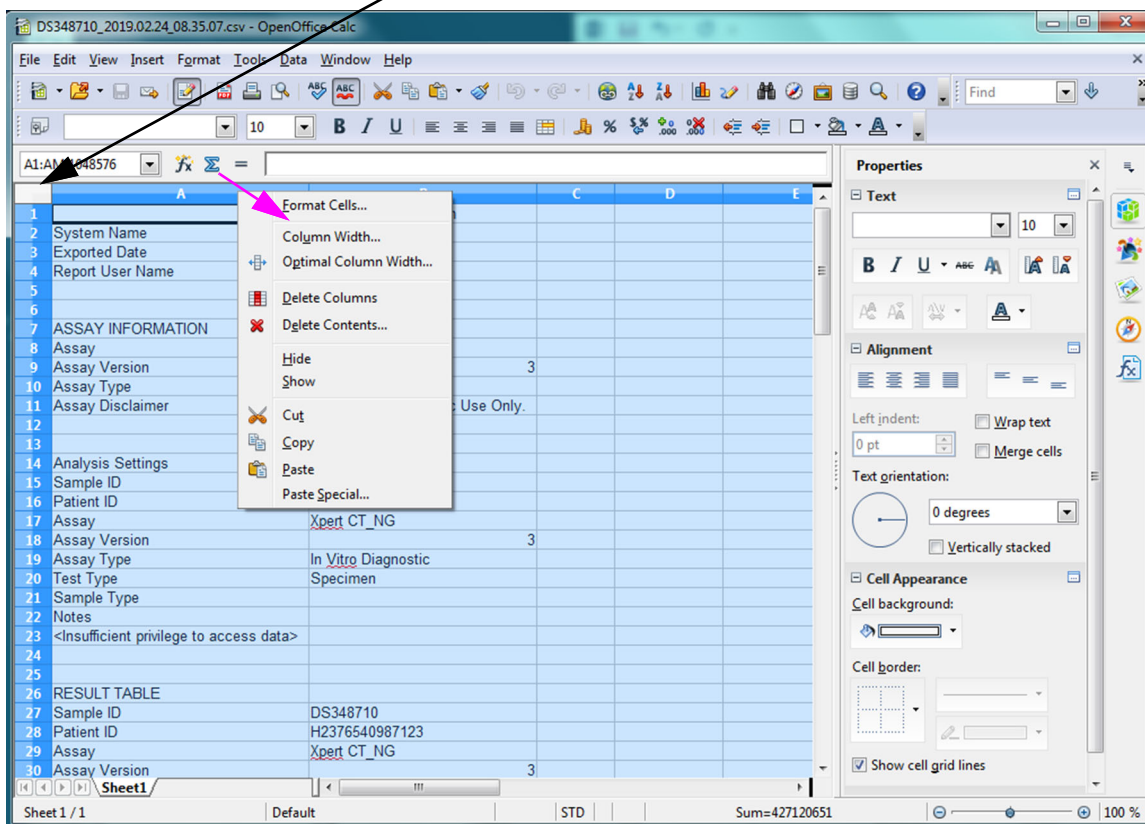 DS348710_2019.02.24_08.35.07.csv - OpenOffice Calc
File Edit View Insert Format Tools Data Window Help
Find
10
A1:AM1048576
A C D E
1
2 System Name
3 Exported Date
4 Report User Name
5
6
7 ASSAY INFORMATION
8 Assay
9 Assay Version 3
10 Assay Type
11 Assay Disclaimer Use Only.
12
13
14 Analysis Settings
15 Sample ID
16 Patient ID
17 Assay Xpert CT_NG
18 Assay Version 3
19 Assay Type In Vitro Diagnostic
20 Test Type Specimen
21 Sample Type
22 Notes
23 <Insufficient privilege to access data>
24
25
26 RESULT TABLE
27 Sample ID DS348710
28 Patient ID H2376540987123
29 Assay Xpert CT_NG
30 Assay Version 3
Format Cells...
Column Width...
Optimal Column Width...
Delete Columns
Delete Contents...
Hide
Show
Cut
Copy
Paste
Paste Special...
Properties
Text
10
Alignment
Left indent:
Wrap text
0 pt
Merge cells
Text orientation:
0 degrees
Vertically stacked
Cell Appearance
Cell background:
Cell border:
Show cell grid lines
Sheet1
Sheet 1 / 1 Default STD Sum=427120651 100 %